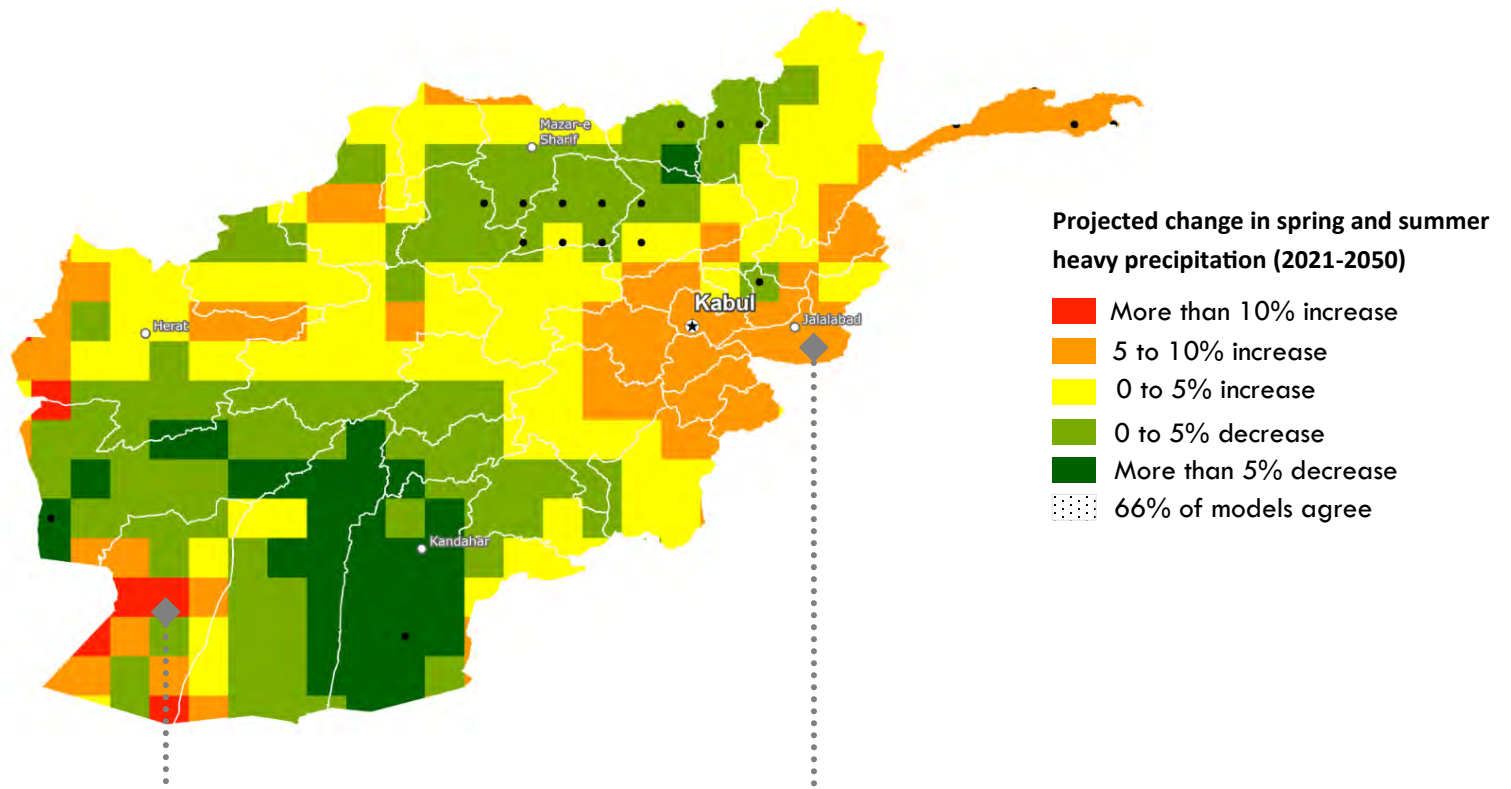 Mazar-e
Sharif
Kabul
Jalalabad
Herat
Kandahar
Projected change in spring and summer
heavy precipitation (2021-2050)
More than 10% increase
5 to 10% increase
0 to 5% increase
0 to 5% decrease
More than 5% decrease
66% of models agree